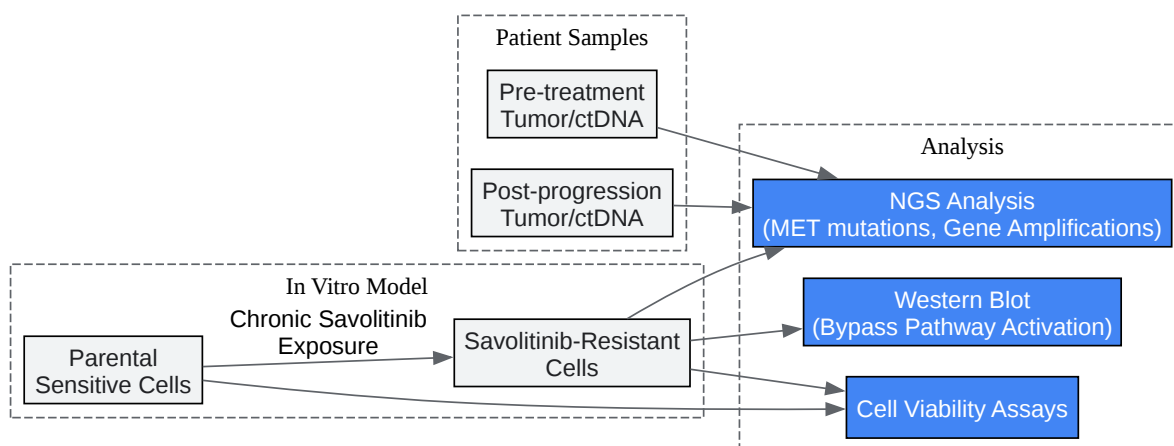 Patient Samples
Pre-treatment
Tumor/ctDNA
Post-progression
Tumor/ctDNA
Analysis
NGS Analysis
(MET mutations, Gene Amplifications)
Western Blot
(Bypass Pathway Activation)
Cell Viability Assays
In Vitro Model
Chronic Savolitinib
Exposure
Parental
Sensitive Cells
Savolitinib-Resistant
Cells